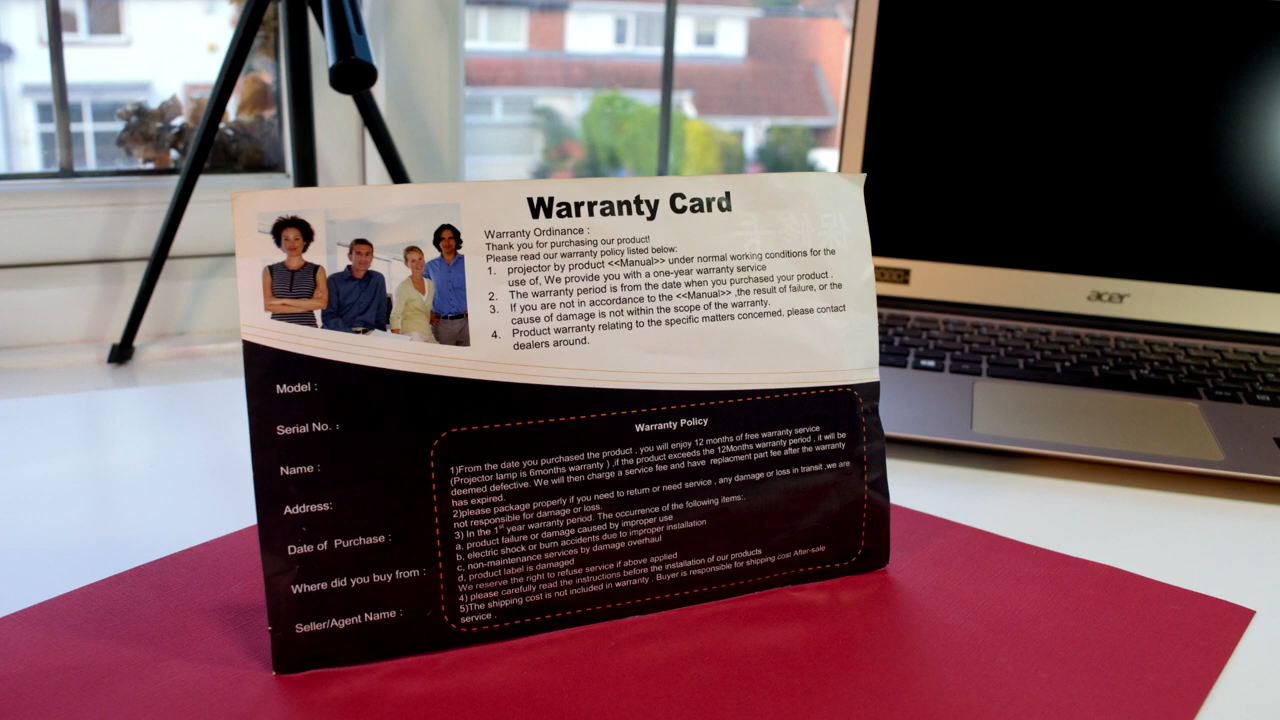 Warranty Card
Warranty Ordinance :
Thank you for purchasing our product!
Please read our warranty policy listed below:
1. projector by product <<Manual>> under normal working conditions for the
use of, We provide you with a one-year warranty service
2. The warranty period is from the date when you purchased your product .
3. If you are not in accordance to the <<Manual>> ,the result of failure, or the
cause of damage is not within the scope of the warranty.
4. Product warranty relating to the specific matters concerned, please contact
dealers around.
Model :
Serial No. :
Name :
Address:
Date of Purchase :
Where did you buy from :
Seller/Agent Name :
Warranty Policy
1)From the date you purchased the product , you will enjoy 12 months of free warranty service
(Projector lamp is 6months warranty ) ,if the product exceeds the 12Months warranty period , it will be
deemed defective. We will then charge a service fee and have replacment part fee after the warranty
has expired.
2)please package properly if you need to return or need service , any damage or loss in transit ,we are
not responsible for damage or loss.
3) In the 1st year warranty period. The occurrence of the following items:.
a, product failure or damage caused by improper use
b, electric shock or burn accidents due to improper installation
c, non-maintenance services by damage overhaul
d, product label is damaged
We reserve the right to refuse service if above applied
4) please carefully read the instructions before the installation of our products
5)The shipping cost is not included in warranty . Buyer is responsible for shipping cost After-sale
service .
acer